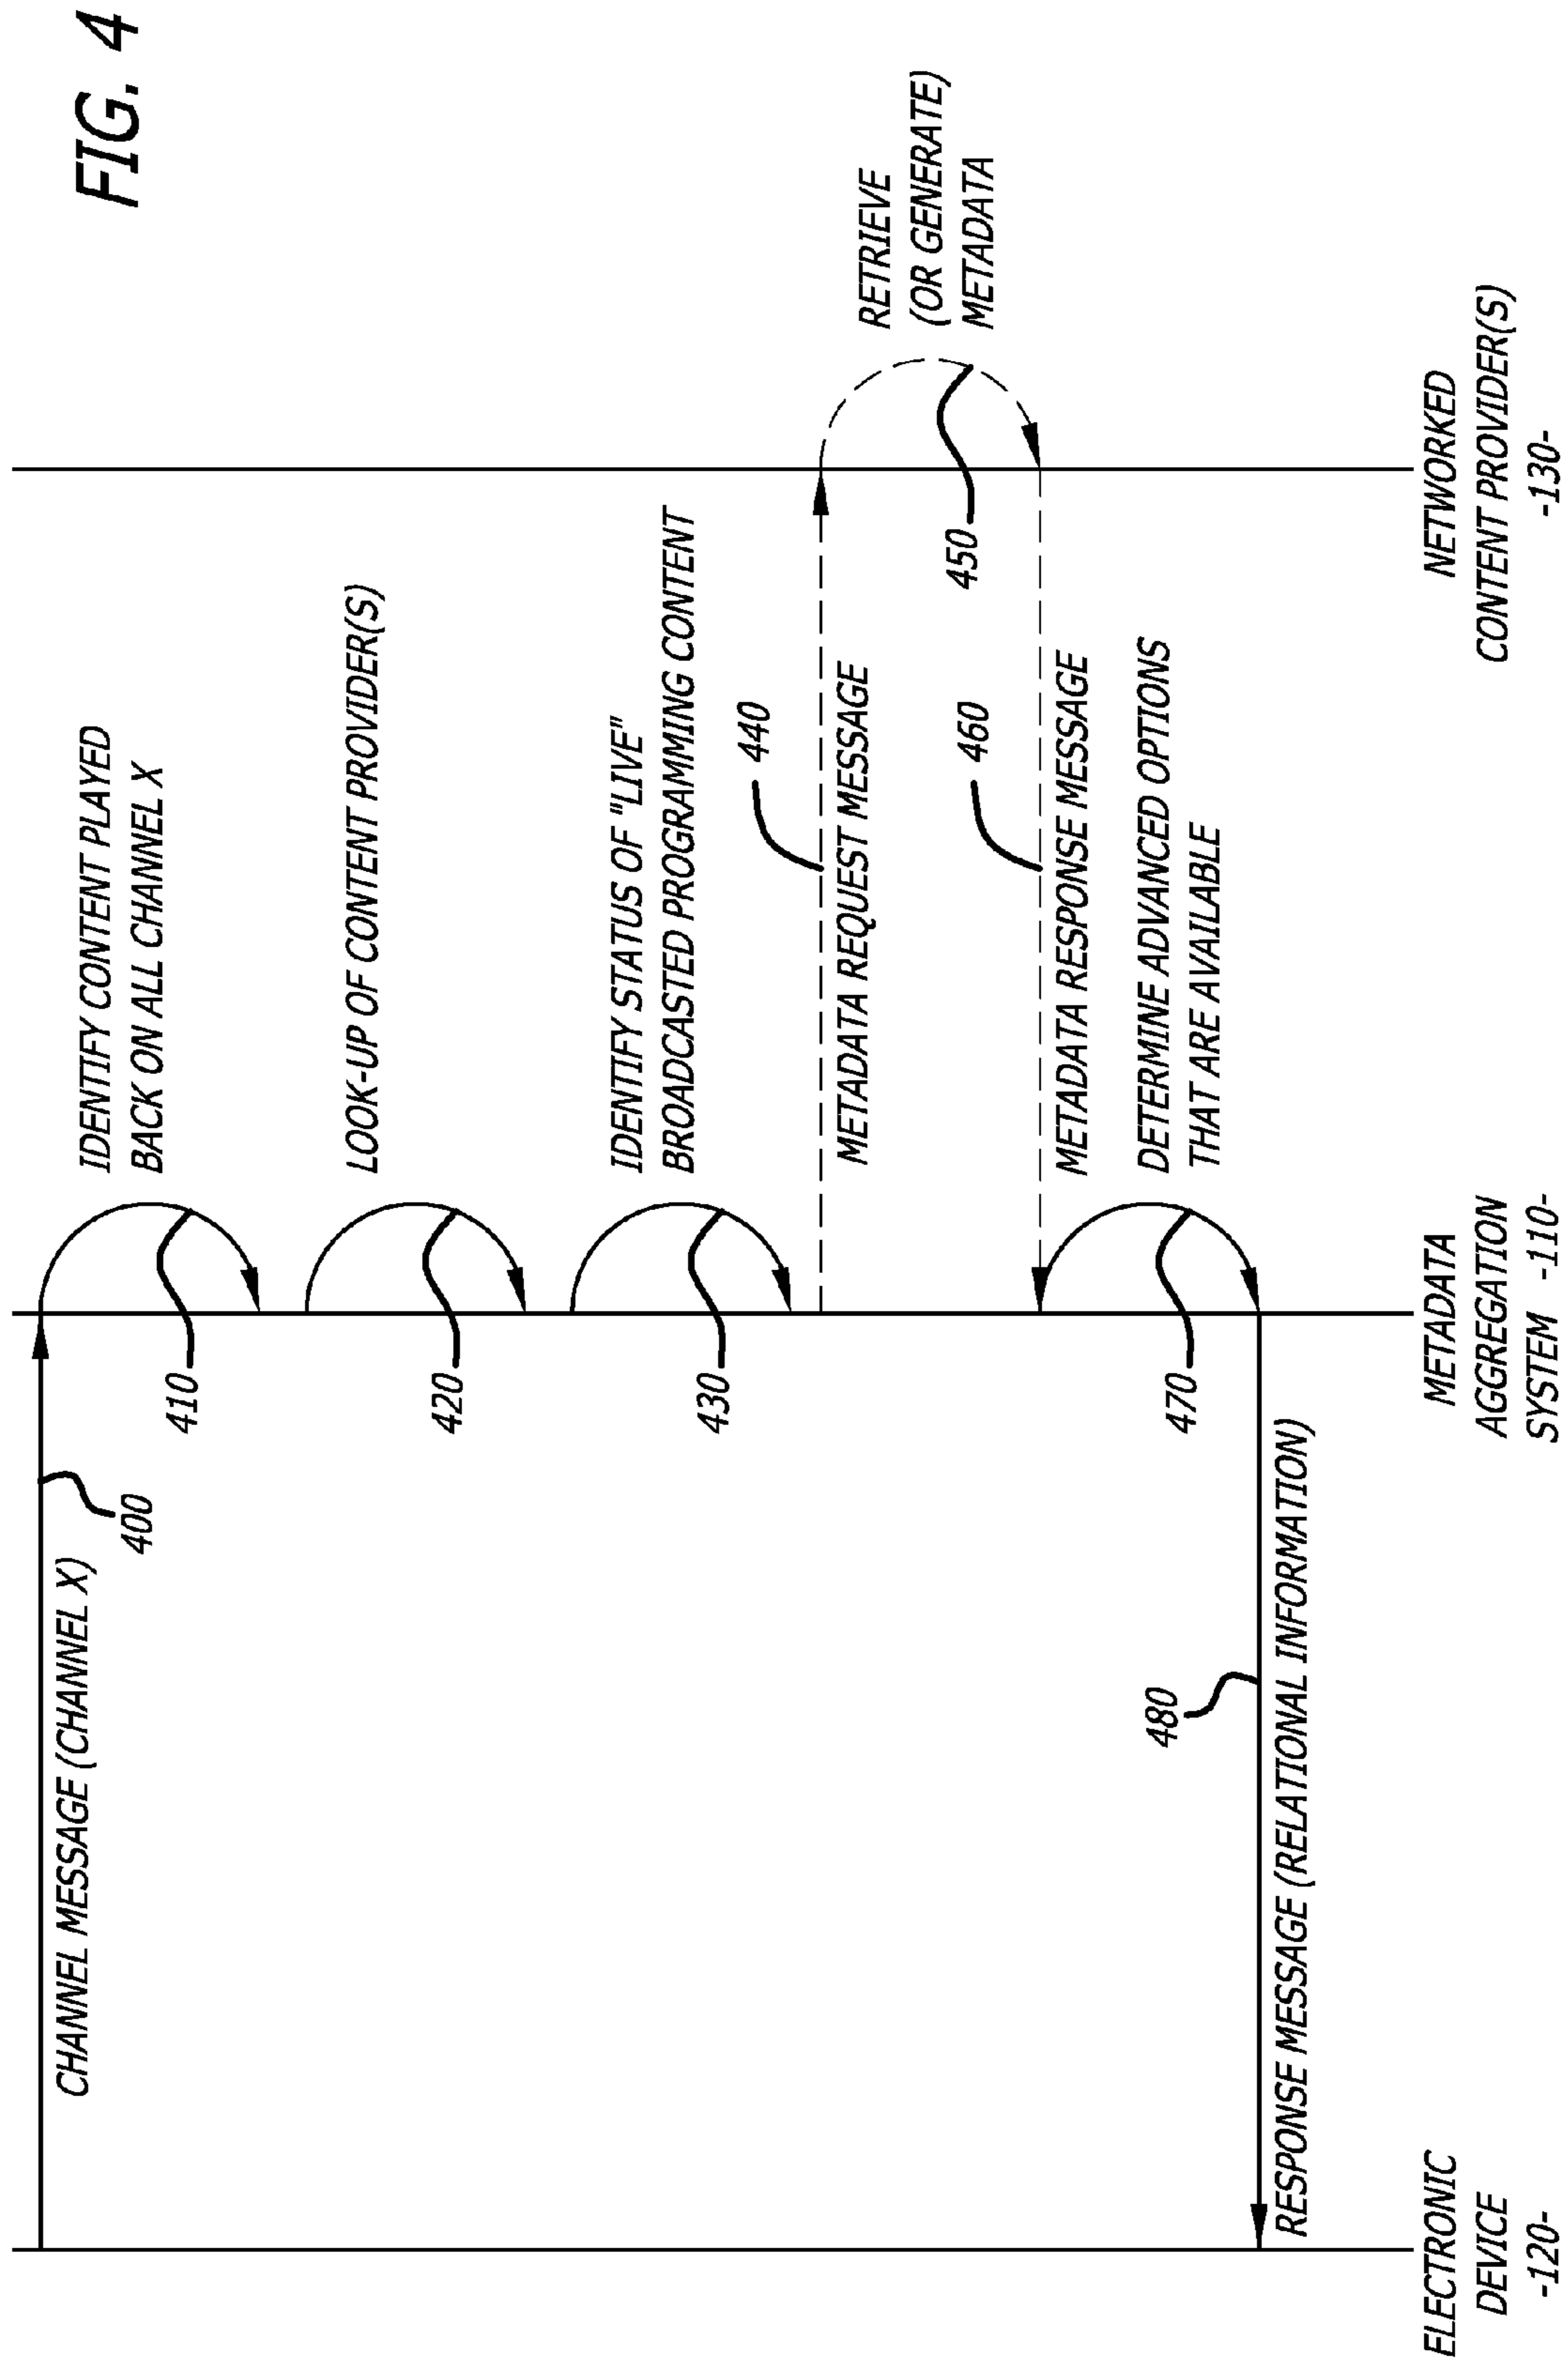 FIG. 4
CHANNEL MESSAGE (CHANNEL X)
400
IDENTIFY CONTENT PLAYED
BACK ON ALL CHANNEL X
410
LOOK-UP OF CONTENT PROVIDER(S)
420
IDENTIFY STATUS OF "LIVE"
BROADCASTED PROGRAMMING CONTENT
430
440
METADATA REQUEST MESSAGE
RETRIEVE
(OR GENERATE)
METADATA
450
460
METADATA RESPONSE MESSAGE
DETERMINE ADVANCED OPTIONS
THAT ARE AVAILABLE
470
480
RESPONSE MESSAGE (RELATIONAL INFORMATION)
ELECTRONIC
DEVICE
-120-
METADATA
AGGREGATION
SYSTEM -110-
NETWORKED
CONTENT PROVIDER(S)
-130-